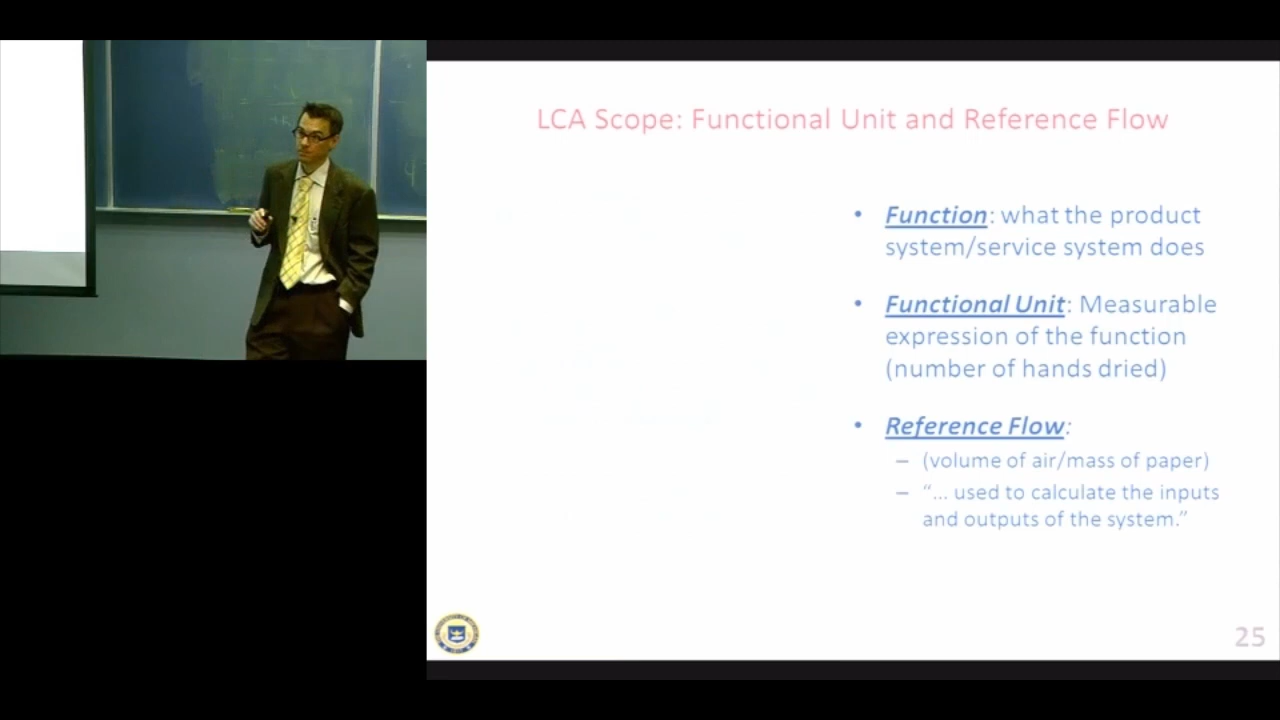 LCA Scope: Functional Unit and Reference Flow
• Function: what the product
system/service system does
• Functional Unit: Measurable
expression of the function
(number of hands dried)
• Reference Flow:
– (volume of air/mass of paper)
– “... used to calculate the inputs
and outputs of the system.”
25